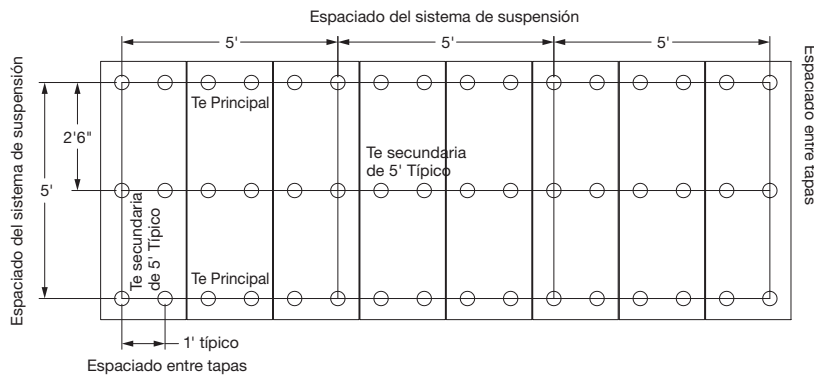 Espaciado del sistema de suspensión
5'
5'
5'
Espaciado del sistema de suspensión
Espaciado entre tapas
Te Principal
2'6"
Te secundaria
de 5' Típico
5'
Te secundaria
de 5' Típico
Te Principal
1' típico
Espaciado entre tapas